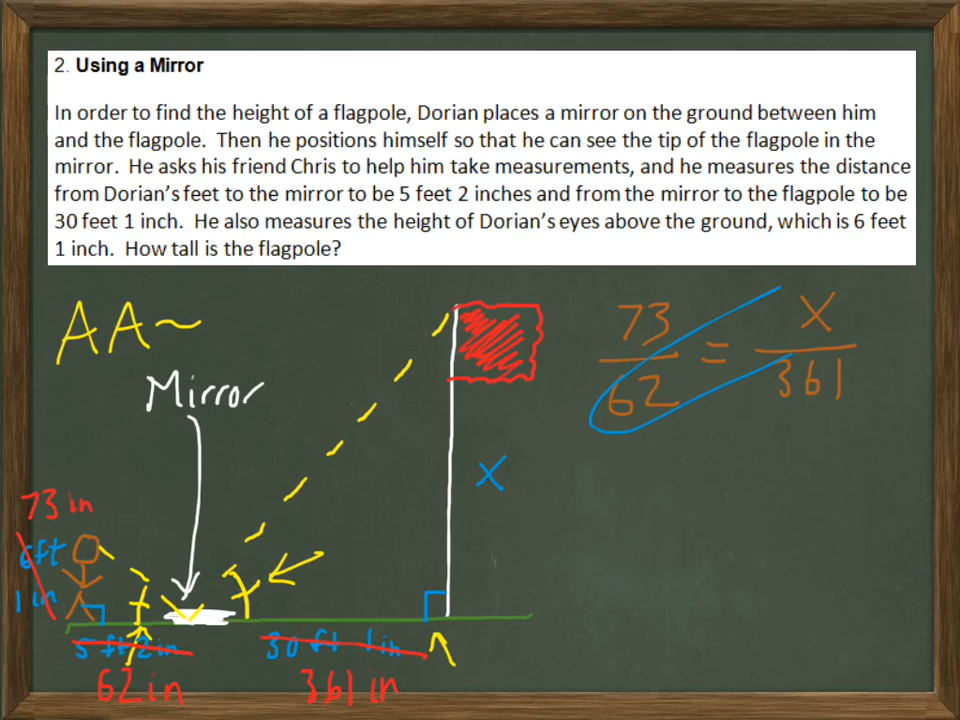 2. Using a Mirror
In order to find the height of a flagpole, Dorian places a mirror on the ground between him
and the flagpole. Then he positions himself so that he can see the tip of the flagpole in the
mirror. He asks his friend Chris to help him take measurements, and he measures the distance
from Dorian's feet to the mirror to be 5 feet 2 inches and from the mirror to the flagpole to be
30 feet 1 inch. He also measures the height of Dorian's eyes above the ground, which is 6 feet
1 inch. How tall is the flagpole?
AA~
73/62 = X/361
Mirror
X
73 in
6ft
1 in
5 ft 2 in
30 ft 1 in
62 in
361 in